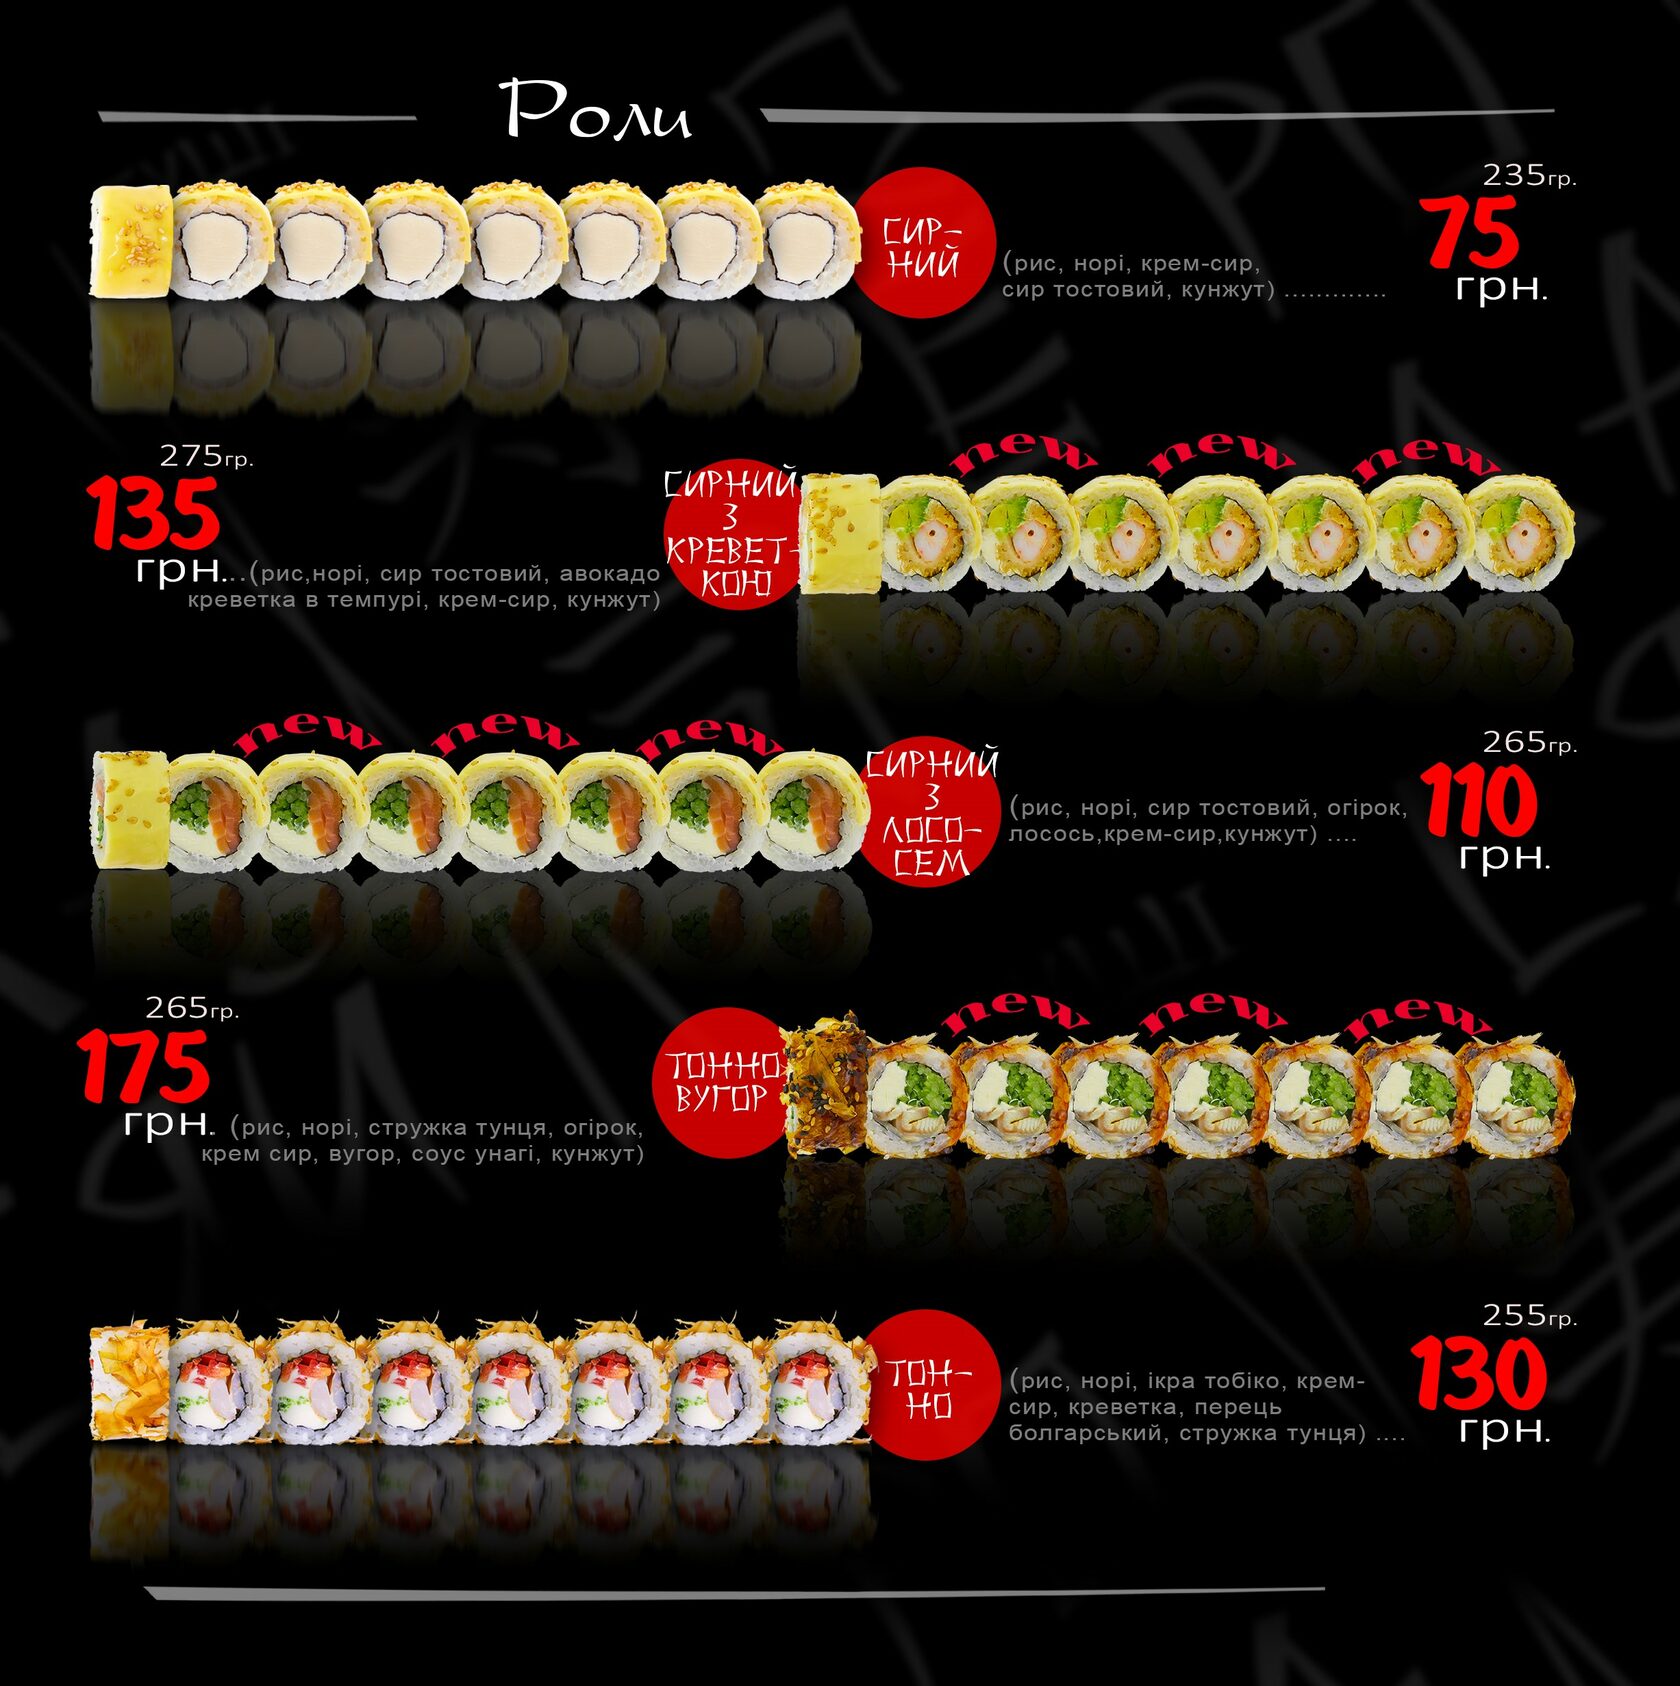 Роли
235гр.
75
грн.
СИР-
НИЙ
(рис, норі, крем-сир,
сир тостовий, кунжут) .............
275гр.
135
грн...(рис,норі, сир тостовий, авокадо
креветка в темпурі, крем-сир, кунжут)
СИРНИЙ
З
КРЕВЕТ-
КОЮ
new new new
new new new
СИРНИЙ
З
ЛОСО-
СЕМ
(рис, норі, сир тостовий, огірок,
лосось,крем-сир,кунжут) ....
265гр.
110
грн.
265гр.
175
грн. (рис, норі, стружка тунця, огірок,
крем сир, вугор, соус унагі, кунжут)
ТОННО
ВУГОР
new new new
ТОН-
НО
(рис, норі, ікра тобіко, крем-
сир, креветка, перець
болгарський, стружка тунця) ....
255гр.
130
грн.